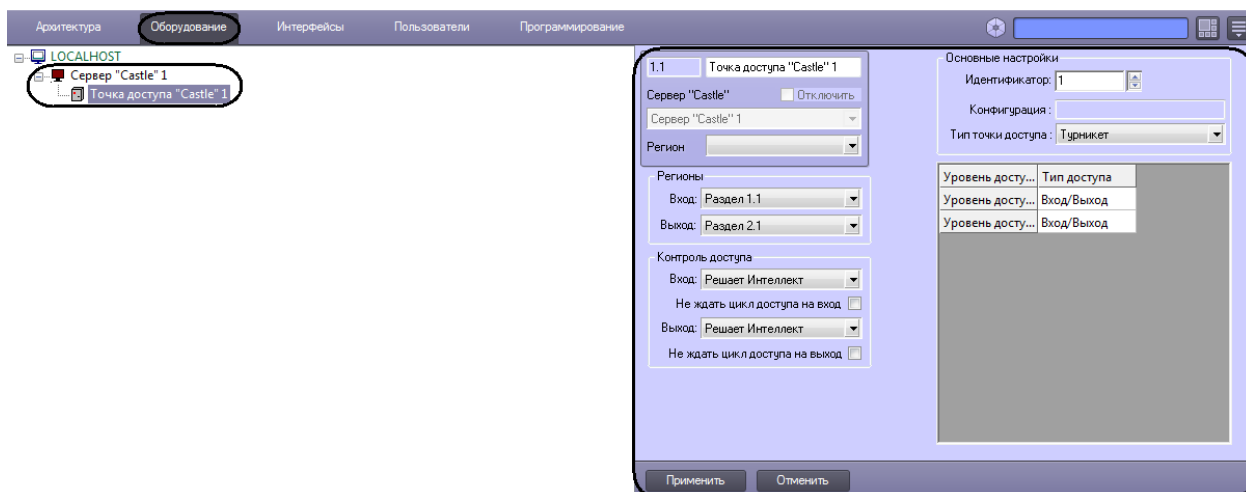 Архитектура Оборудование Интерфейсы Пользователи Программирование
LOCALHOST
Сервер "Castle" 1
Точка доступа "Castle" 1
1.1 Точка доступа "Castle" 1
Сервер "Castle" Отключить
Сервер "Castle" 1
Регион
Регионы
Вход: Раздел 1.1
Выход: Раздел 2.1
Контроль доступа
Вход: Решает Интеллект
Не ждать цикл доступа на вход
Выход: Решает Интеллект
Не ждать цикл доступа на выход
Основные настройки
Идентификатор: 1
Конфигурация :
Тип точки доступа : Турникет
Уровень досту... Тип доступа
Уровень досту... Вход/Выход
Уровень досту... Вход/Выход
Применить Отменить